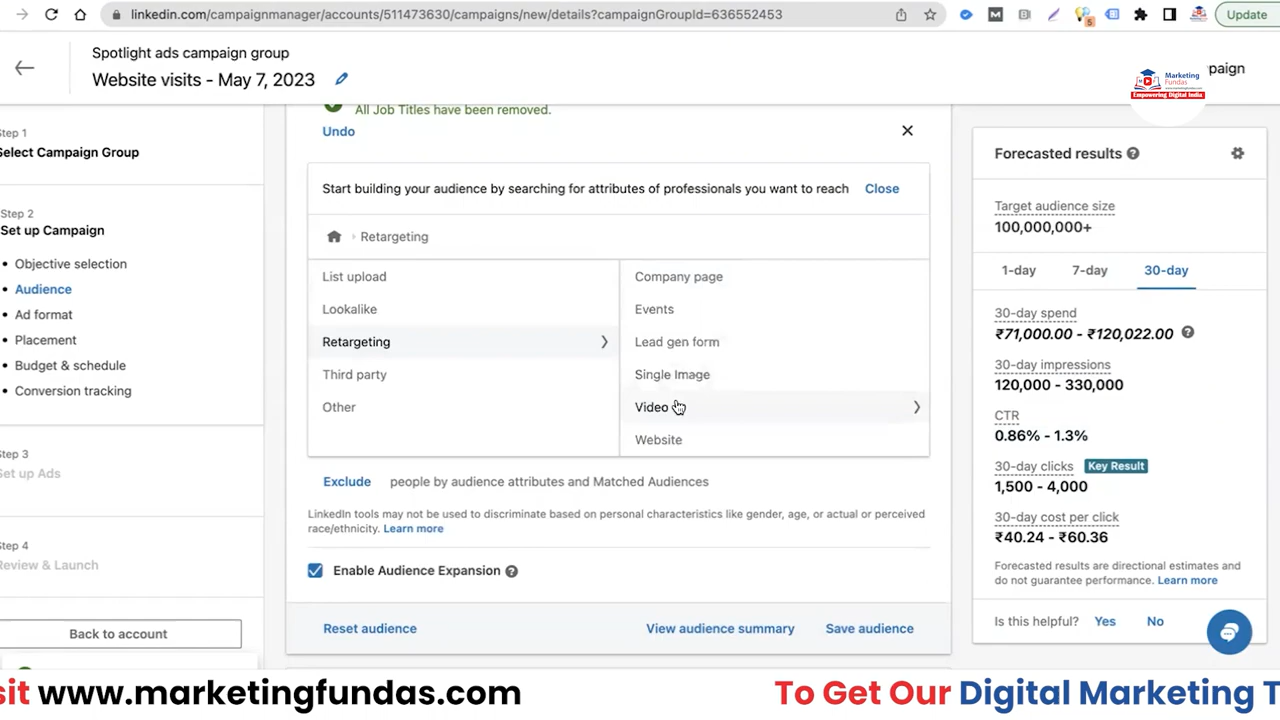 linkedin.com/campaignmanager/accounts/511473630/campaigns/new/details?campaignGroupId=636552453
5
Update
Spotlight ads campaign group
Website visits - May 7, 2023
Marketing
Fundas
www.marketingfundas.com
Empowering Digital India
paign
Step 1
Select Campaign Group
Step 2
Set up Campaign
• Objective selection
• Audience
• Ad format
• Placement
• Budget & schedule
• Conversion tracking
Step 3
Set up Ads
Step 4
Review & Launch
Back to account
All Job Titles have been removed.
Undo
Start building your audience by searching for attributes of professionals you want to reach Close
Retargeting
List upload
Lookalike
Retargeting
Third party
Other
Company page
Events
Lead gen form
Single Image
Video
Website
Exclude people by audience attributes and Matched Audiences
LinkedIn tools may not be used to discriminate based on personal characteristics like gender, age, or actual or perceived
race/ethnicity. Learn more
Enable Audience Expansion
Reset audience View audience summary Save audience
Forecasted results
Target audience size
100,000,000+
1-day 7-day 30-day
30-day spend
₹71,000.00 - ₹120,022.00
30-day impressions
120,000 - 330,000
CTR
0.86% - 1.3%
30-day clicks Key Result
1,500 - 4,000
30-day cost per click
₹40.24 - ₹60.36
Forecasted results are directional estimates and
do not guarantee performance. Learn more
Is this helpful? Yes No
sit www.marketingfundas.com To Get Our Digital Marketing T